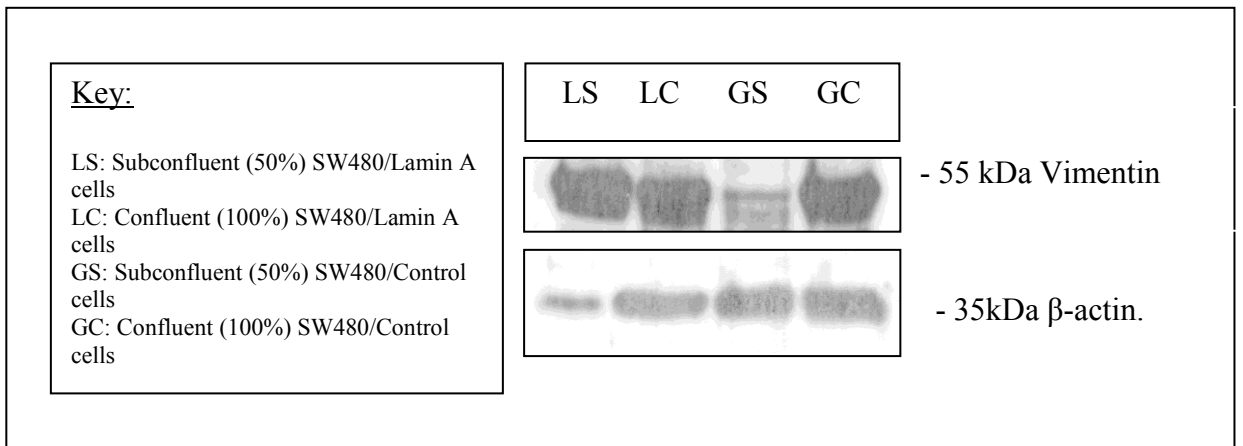 Key:
LS: Subconfluent (50%) SW480/Lamin A
cells
LC: Confluent (100%) SW480/Lamin A
cells
GS: Subconfluent (50%) SW480/Control
cells
GC: Confluent (100%) SW480/Control
cells
LS LC GS GC
- 55 kDa Vimentin
- 35kDa β-actin.